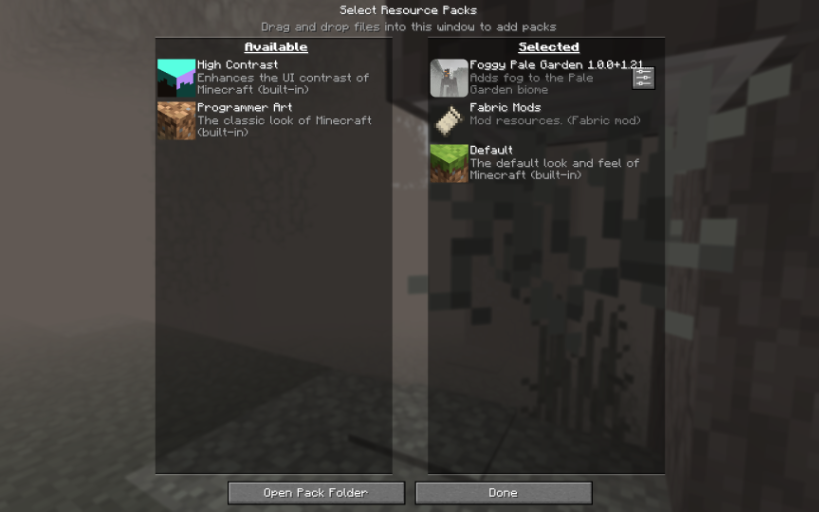 Select Resource Packs
Drag and drop files into this window to add packs
Available
High Contrast
Enhances the UI contrast of
Minecraft (built-in)
Programmer Art
The classic look of Minecraft
(built-in)
Selected
Foggy Pale Garden 1.0.0+1.21
Adds fog to the Pale
Garden biome
Fabric Mods
Mod resources. (Fabric mod)
Default
The default look and feel of
Minecraft (built-in)
Open Pack Folder
Done